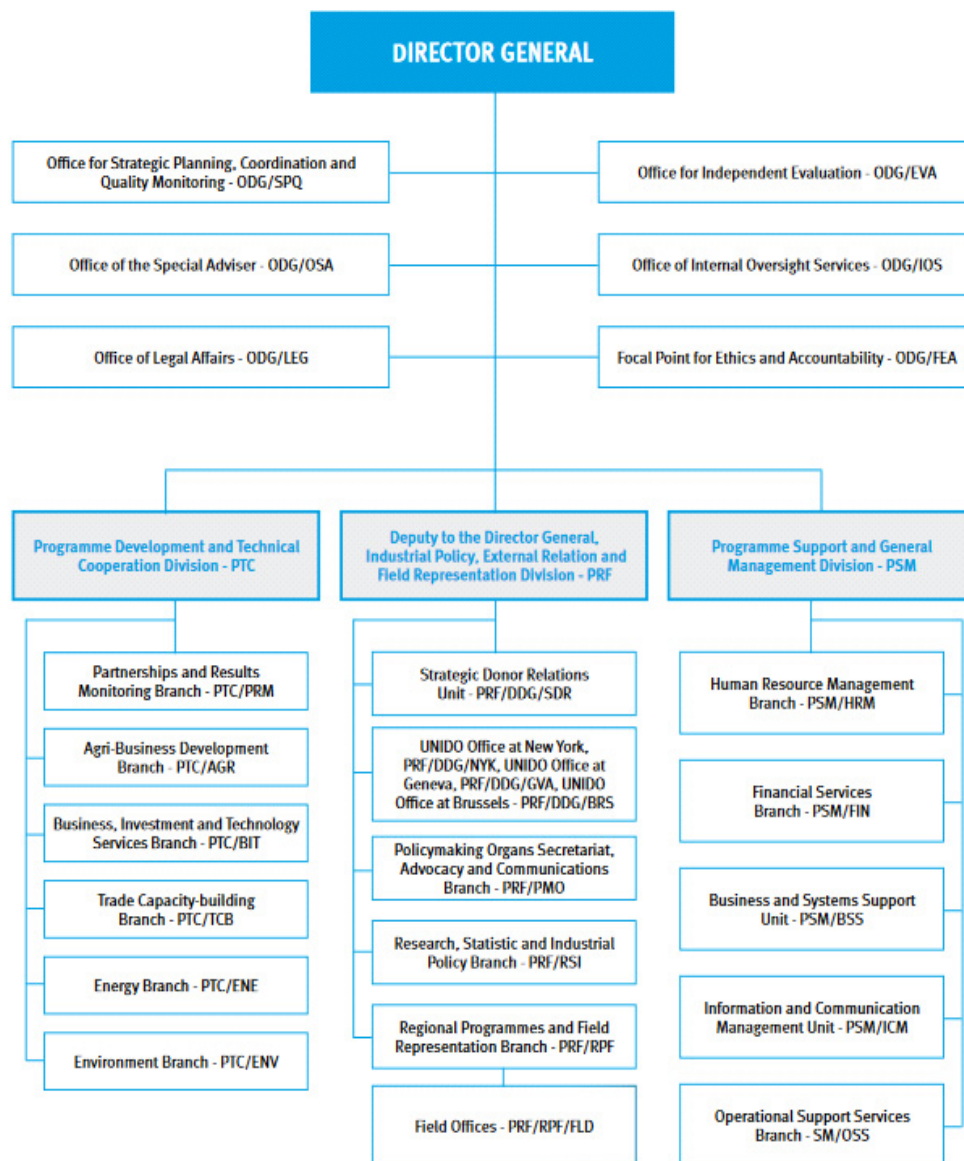 DIRECTOR GENERAL
Office for Strategic Planning, Coordination and
Quality Monitoring - ODG/SPQ
Office for Independent Evaluation - ODG/EVA
Office of the Special Adviser - ODG/OSA
Office of Internal Oversight Services - ODG/IOS
Office of Legal Affairs - ODG/LEG
Focal Point for Ethics and Accountability - ODG/FEA
Programme Development and Technical
Cooperation Division - PTC
Deputy to the Director General,
Industrial Policy, External Relation and
Field Representation Division - PRF
Programme Support and General
Management Division - PSM
Partnerships and Results
Monitoring Branch - PTC/PRM
Agri-Business Development
Branch - PTC/AGR
Business, Investment and Technology
Services Branch - PTC/BIT
Trade Capacity-building
Branch - PTC/TCB
Energy Branch - PTC/ENE
Environment Branch - PTC/ENV
Strategic Donor Relations
Unit - PRF/DDG/SDR
UNIDO Office at New York,
PRF/DDG/NYK, UNIDO Office at
Geneva, PRF/DDG/GVA, UNIDO
Office at Brussels - PRF/DDG/BRS
Policymaking Organs Secretariat,
Advocacy and Communications
Branch - PRF/PMO
Research, Statistic and Industrial
Policy Branch - PRF/RSI
Regional Programmes and Field
Representation Branch - PRF/RPF
Field Offices - PRF/RPF/FLD
Human Resource Management
Branch - PSM/HRM
Financial Services
Branch - PSM/FIN
Business and Systems Support
Unit - PSM/BSS
Information and Communication
Management Unit - PSM/ICM
Operational Support Services
Branch - SM/OSS